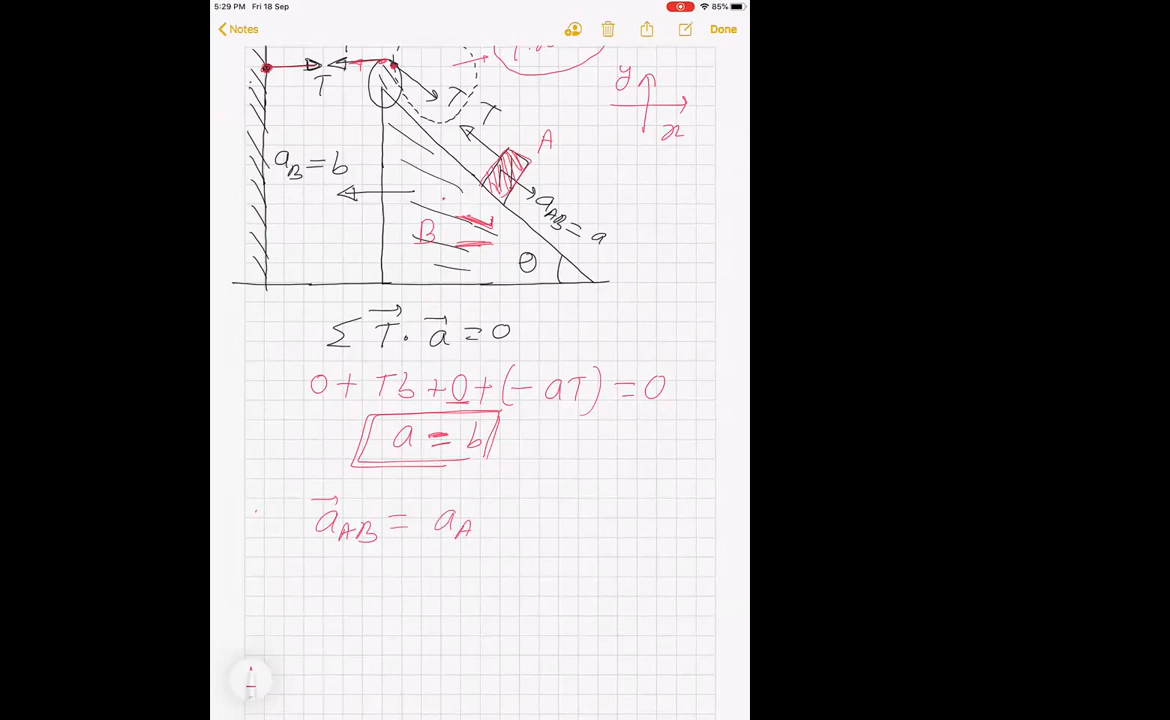 5:29 PM Fri 18 Sep
85%
Notes
Done
y
x
T
T
T
A
a_B = b
a_AB = a
B
θ
Σ T⃗ . a⃗ = 0
0 + Tb + 0 + (- aT) = 0
a = b
a⃗_AB = a_A